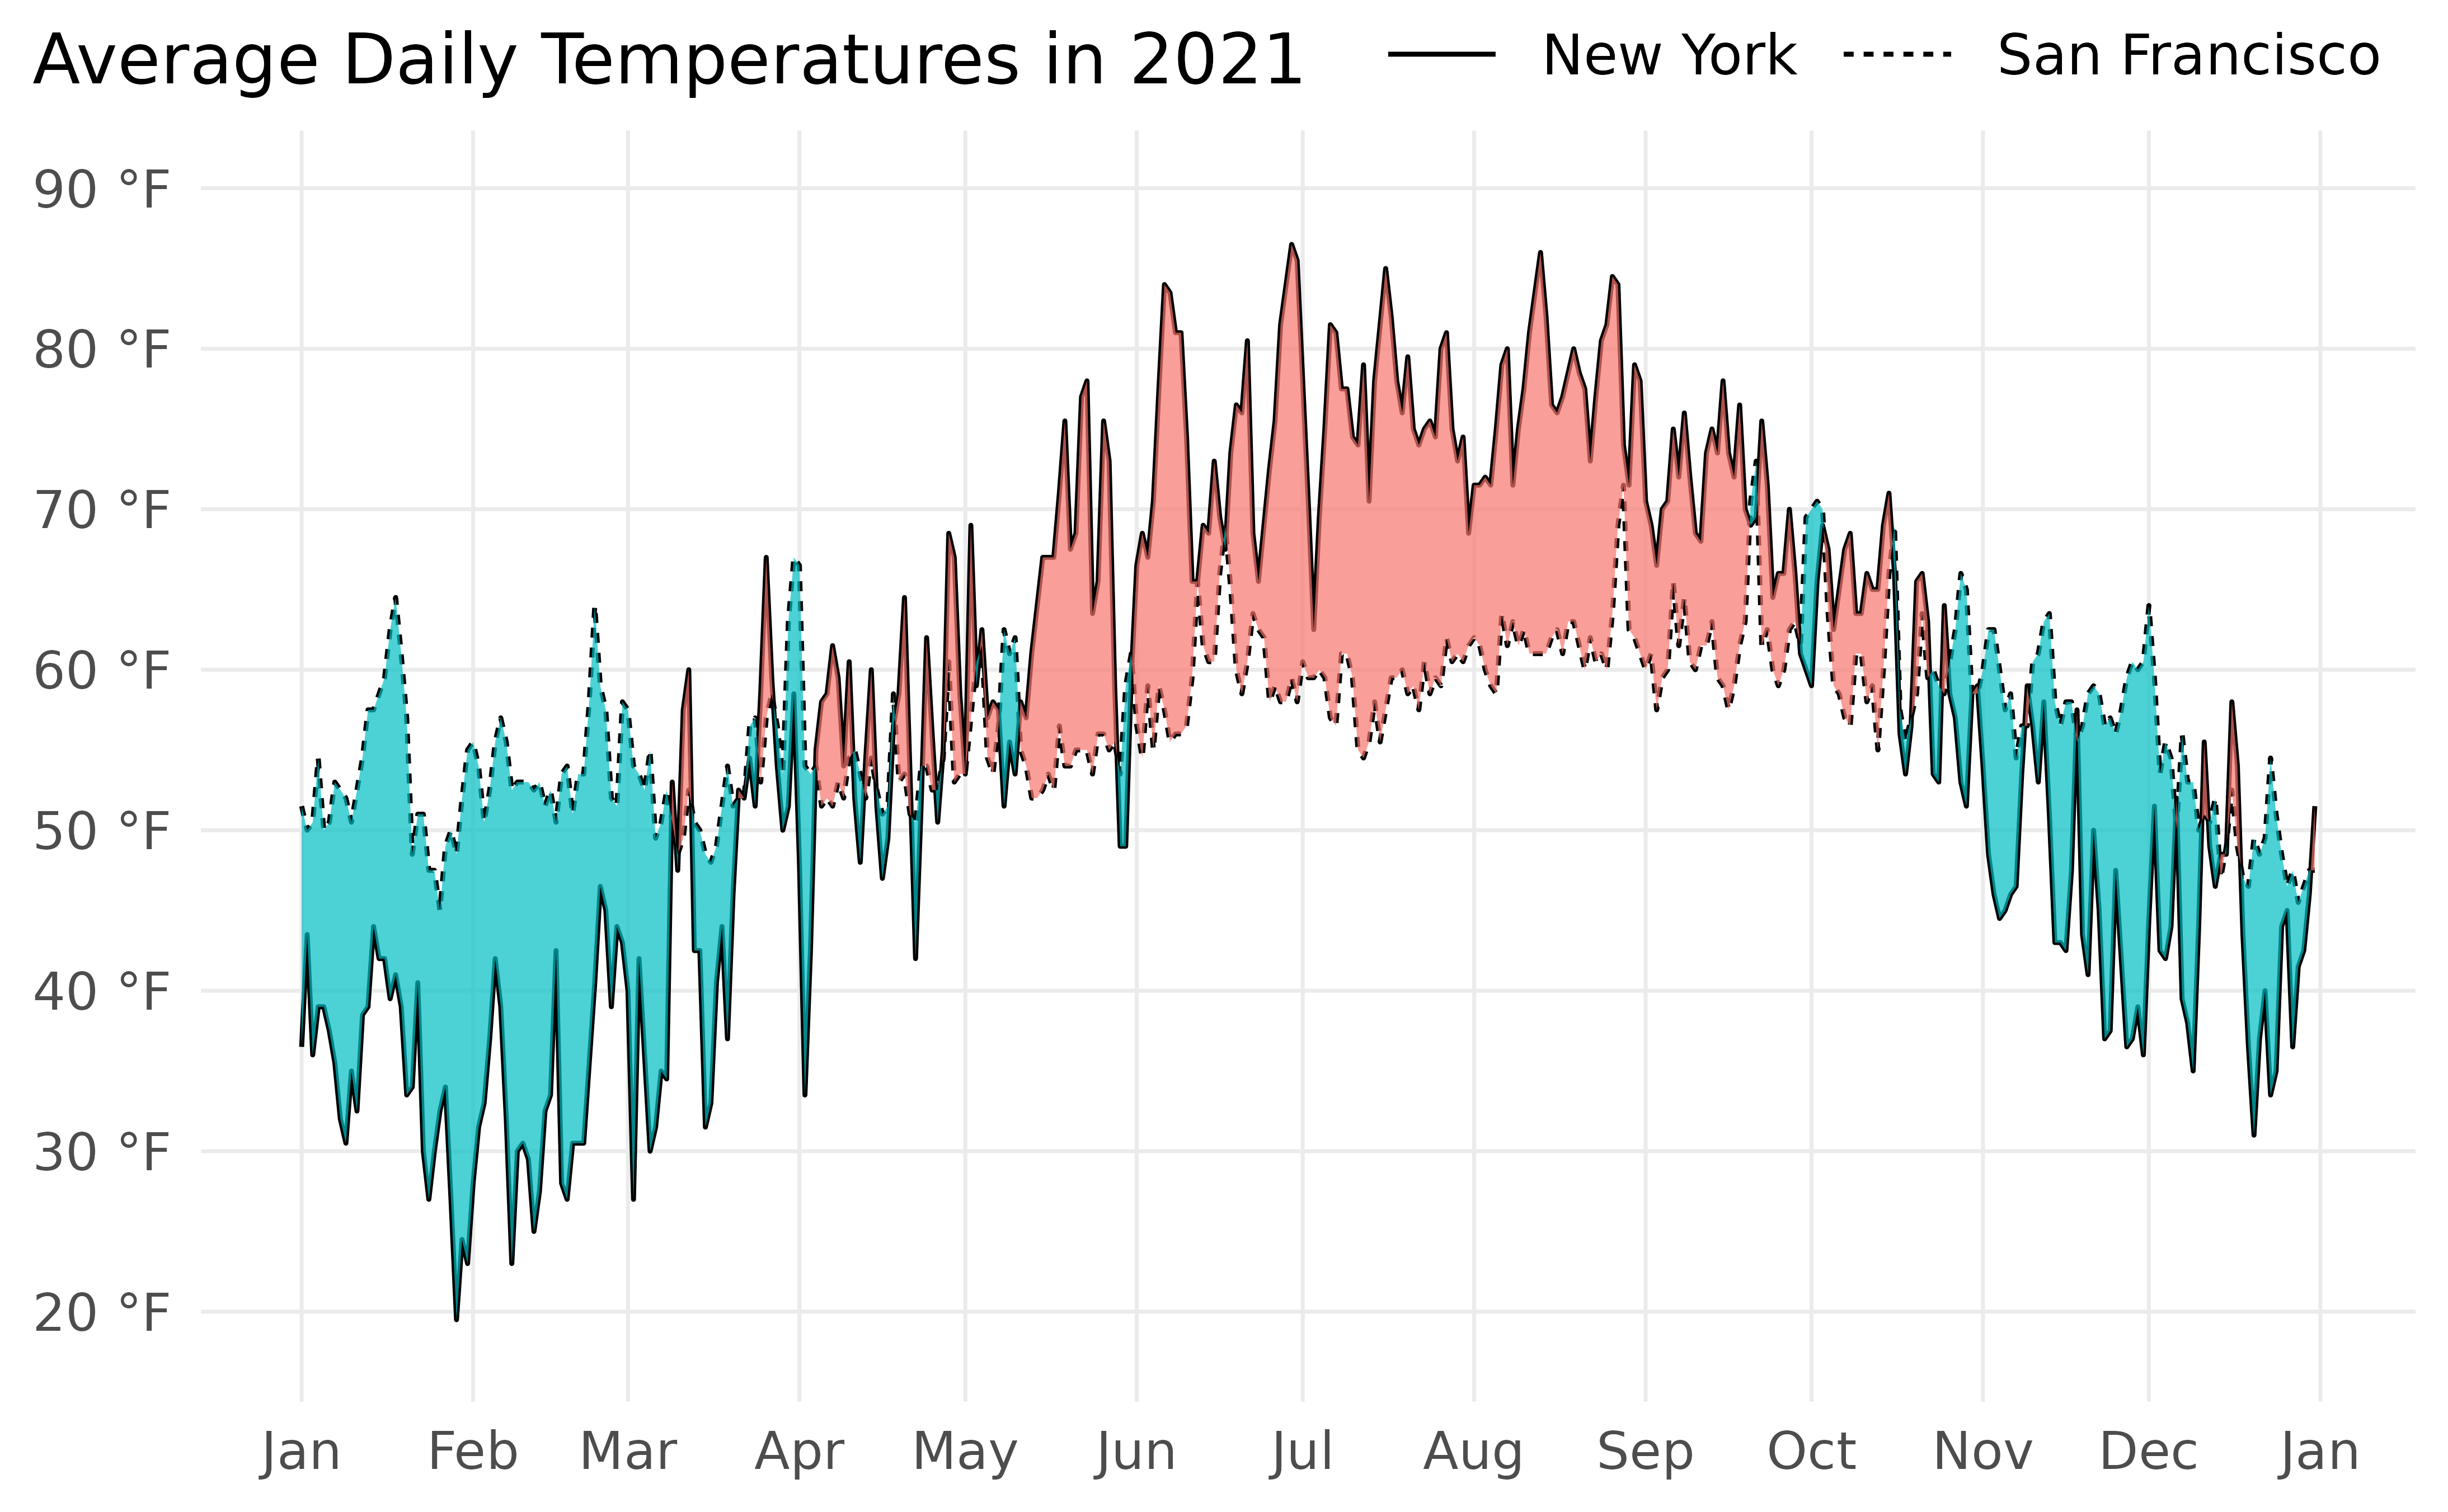 Average Daily Temperatures in 2021 New York San Francisco
90 °F
80 °F
70 °F
60 °F
50 °F
40 °F
30 °F
20 °F
Jan Feb Mar Apr May Jun Jul Aug Sep Oct Nov Dec Jan